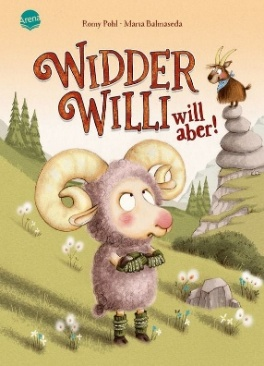 Arena
Romy Pohl · Maria Balmaseda
WIDDER
WILLI
will
aber!